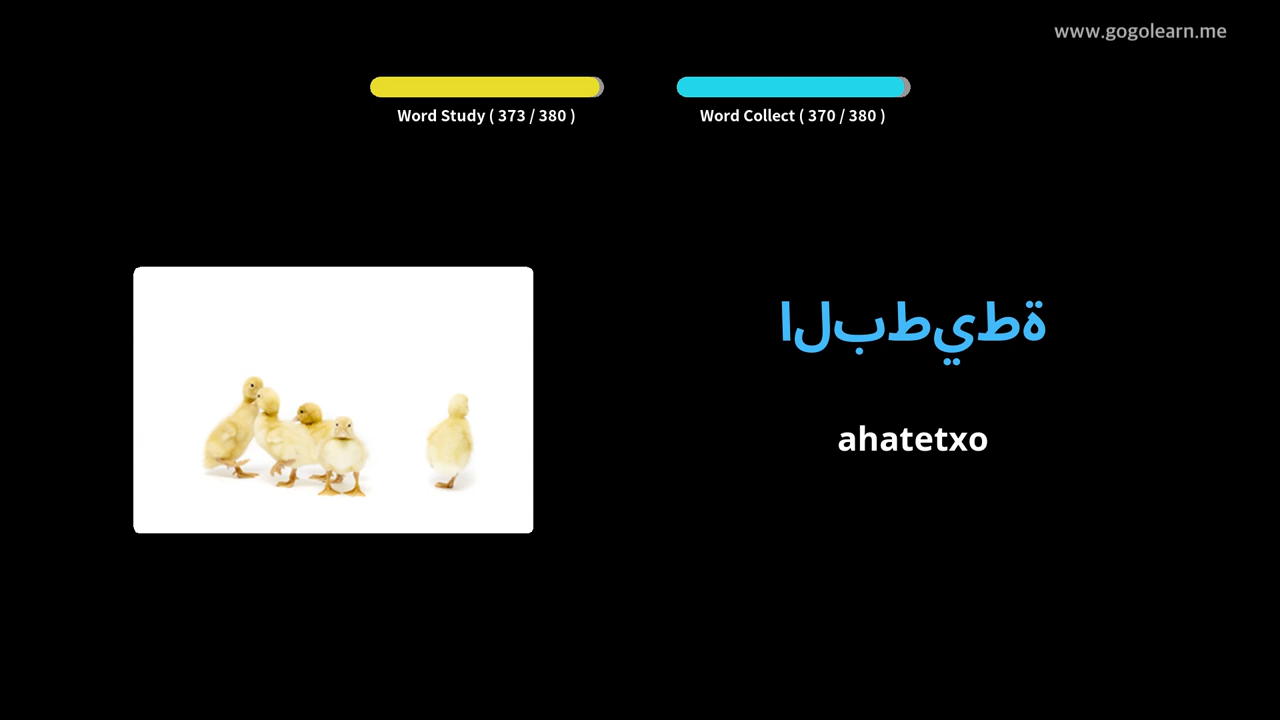 www.gogolearn.me
Word Study ( 373 / 380 )
Word Collect ( 370 / 380 )
البطيطة
ahatetxo